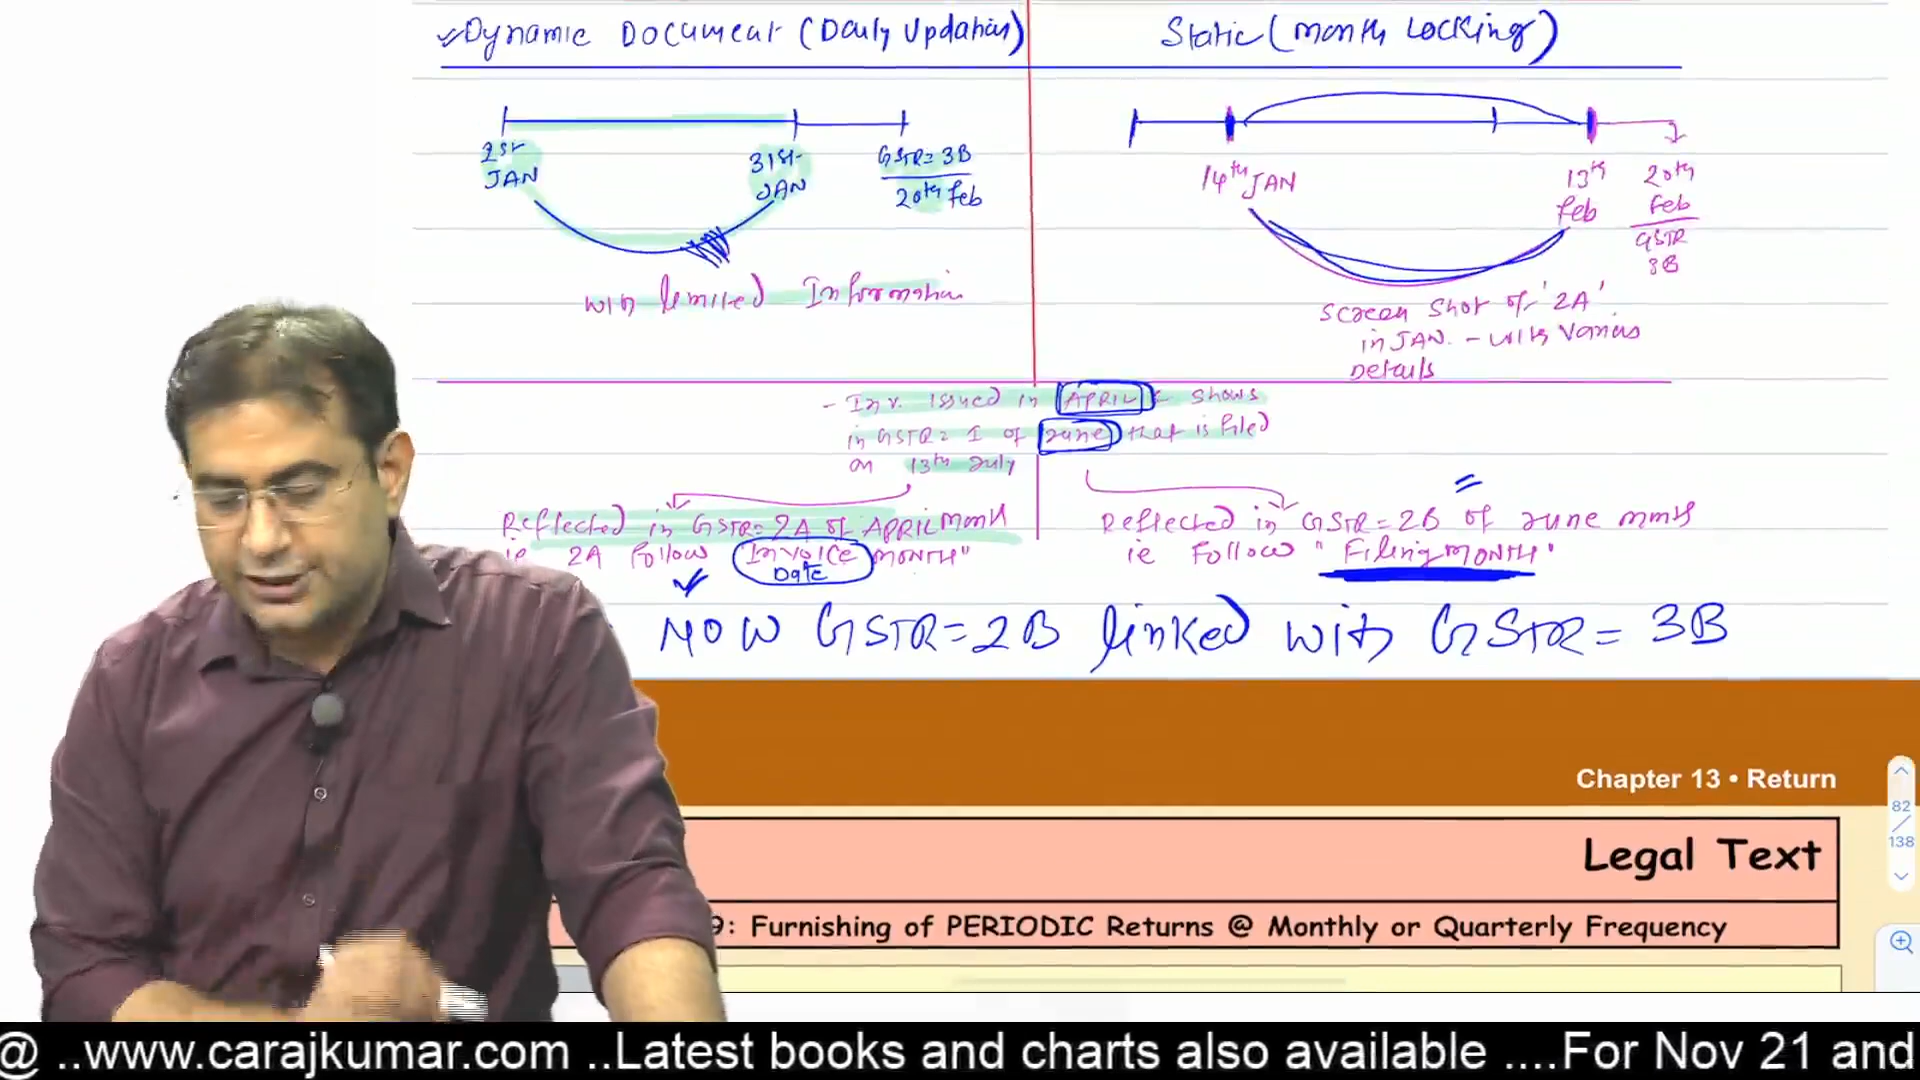 Dynamic Document (Daily Updation)
Static (month Locking)
1st
JAN
31st
JAN
GSTR=3B
20th Feb
14th JAN
13th
Feb
20th
Feb
GSTR
3B
with limited Information
Screen Shot of '2A'
in JAN. - with Various
Details
- Inv. issued in APRIL & shows
in GSTR=1 of June that is filed
on 13th July
Reflected in GSTR=2A of APRIL Month
ie 2A follow Invoice MONTH"
Date
Reflected in GSTR=2B of June mnth
ie Follow "Filing MONTH"
NOW GSTR=2B linked with GSTR=3B
Chapter 13 • Return
82
/
138
Legal Text
9: Furnishing of PERIODIC Returns @ Monthly or Quarterly Frequency
@ ..www.carajkumar.com ..Latest books and charts also available ....For Nov 21 and